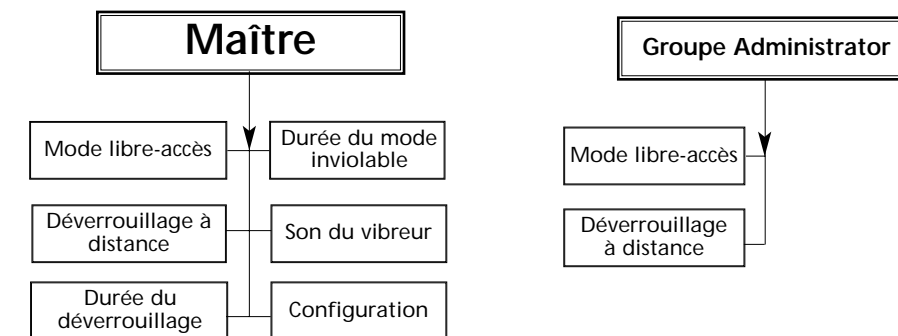 Maître
Mode libre-accès
Durée du mode
inviolable
Déverrouillage à
distance
Son du vibreur
Durée du
déverrouillage
Configuration
Groupe Administrator
Mode libre-accès
Déverrouillage
à distance